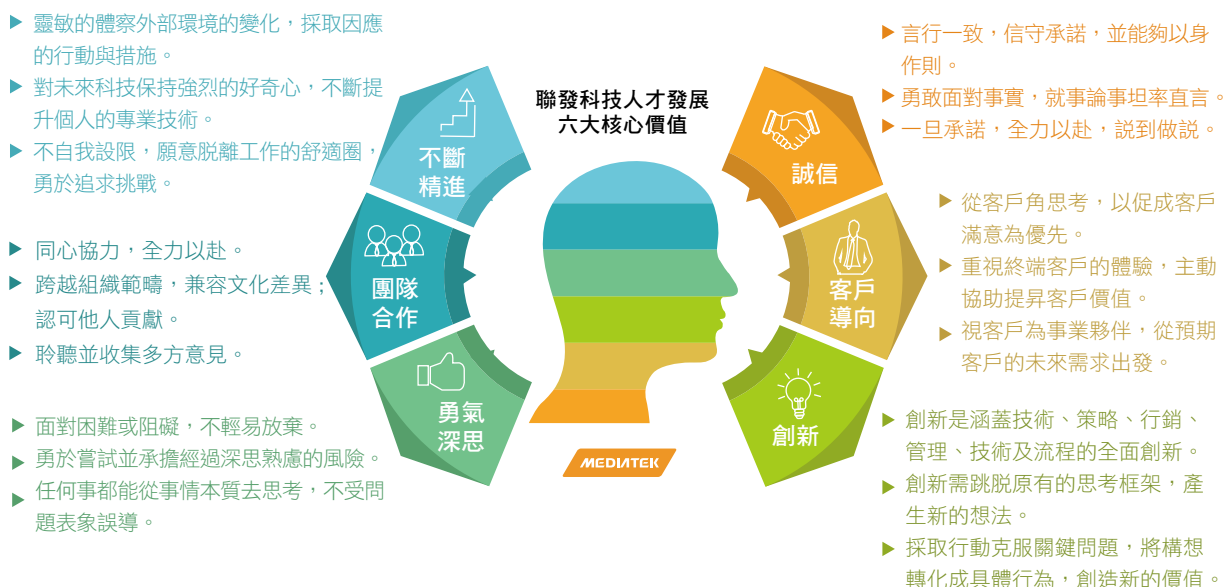 聯發科技人才發展
六大核心價值
不斷
精進
靈敏的體察外部環境的變化，採取因應
的行動與措施。
對未來科技保持強烈的好奇心，不斷提
升個人的專業技術。
不自我設限，願意脫離工作的舒適圈，
勇於追求挑戰。
團隊
合作
同心協力，全力以赴。
跨越組織範疇，兼容文化差異；
認可他人貢獻。
聆聽並收集多方意見。
勇氣
深思
面對困難或阻礙，不輕易放棄。
勇於嘗試並承擔經過深思熟慮的風險。
任何事都能從事情本質去思考，不受問
題表象誤導。
誠信
言行一致，信守承諾，並能夠以身
作則。
勇敢面對事實，就事論事坦率直言。
一旦承諾，全力以赴，說到做説。
客戶
導向
從客戶角思考，以促成客戶
滿意為優先。
重視終端客戶的體驗，主動
協助提昇客戶價值。
視客戶為事業夥伴，從預期
客戶的未來需求出發。
創新
創新是涵蓋技術、策略、行銷、
管理、技術及流程的全面創新。
創新需跳脫原有的思考框架，產
生新的想法。
採取行動克服關鍵問題，將構想
轉化成具體行為，創造新的價值。
MEDIATEK